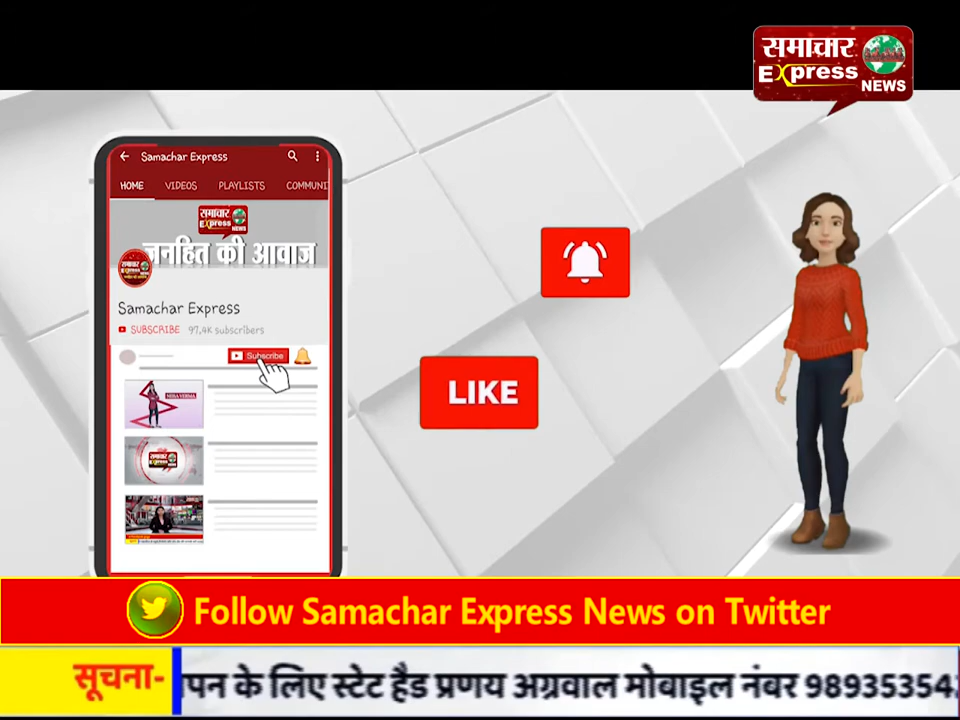 समाचार
Express
NEWS
Samachar Express
HOME VIDEOS PLAYLISTS COMMUNI
समाचार
Express
NEWS
जनहित की आवाज
Samachar Express
SUBSCRIBE 97.4K subscribers
Subscribe
LIKE
Follow Samachar Express News on Twitter
सूचना- पन के लिए स्टेट हैड प्रणय अग्रवाल मोबाइल नंबर 98935354